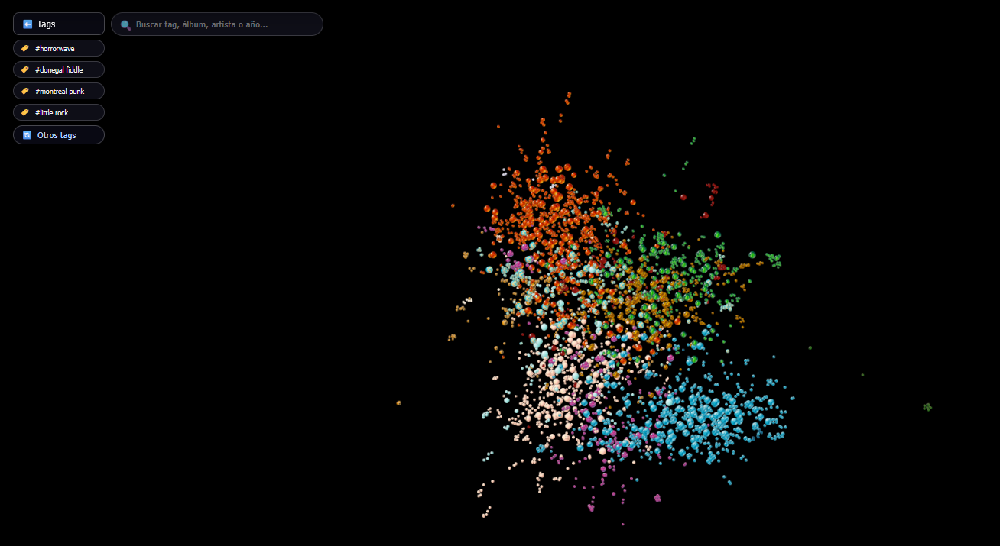 Tags
Buscar tag, álbum, artista o año...
#horrorwave
#donegal fiddle
#montreal punk
#little rock
Otros tags